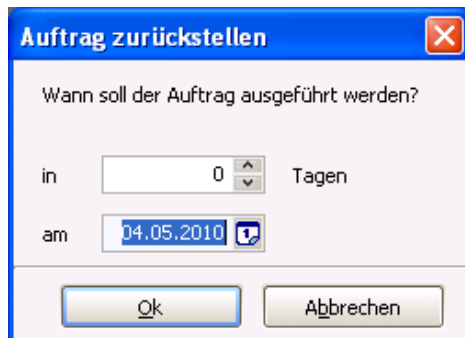 Auftrag zurückstellen
Wann soll der Auftrag ausgeführt werden?
in 0 Tagen
am 04.05.2010
Ok Abbrechen